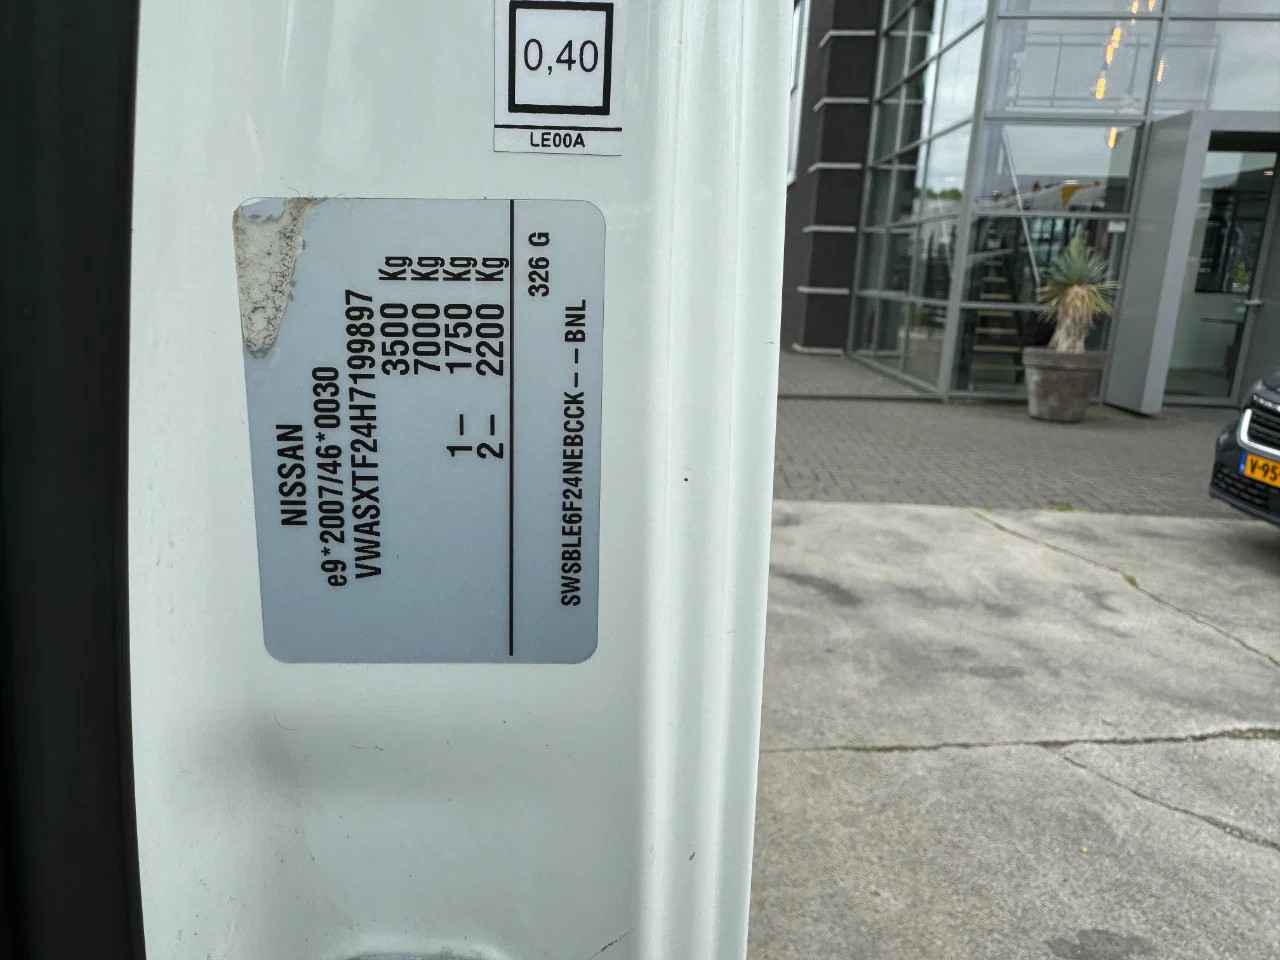 0,40
LE00A
NISSAN
e9*2007/46*0030
VWASXTF24H7199897
3500 Kg
7000 Kg
1- 1750 Kg
2- 2200 Kg
326 G
SWSBLE6F24NEBCCK---BNL
V-95